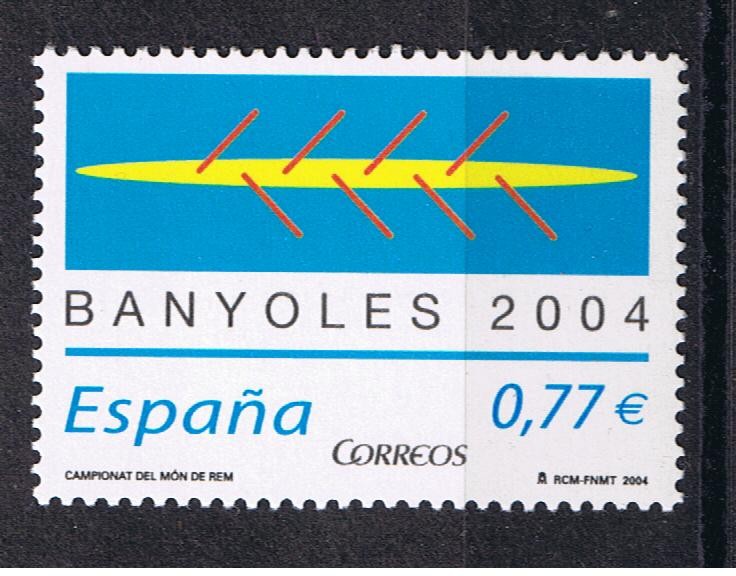 BANYOLES 2004
España 0,77 €
CORREOS
CAMPIONAT DEL MÓN DE REM RCM-FNMT 2004